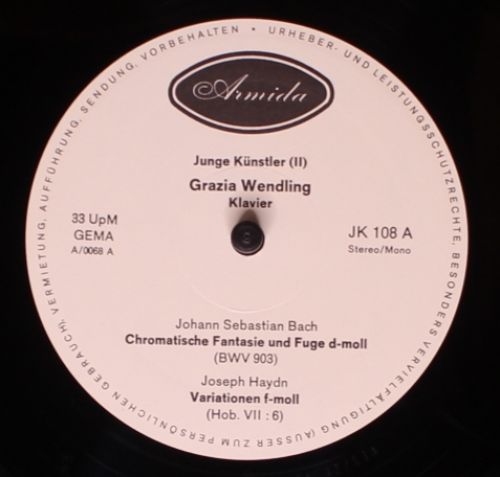 URHEBER- UND LEISTUNGSSCHUTZRECHTE, BESONDERS VERVIELFÄLTIGUNG (AUSSER ZUM PERSÖNLICHEN GEBRAUCH), VERMIETUNG, AUFFÜHRUNG, SENDUNG, VORBEHALTEN •
Armida
Junge Künstler (II)
Grazia Wendling
Klavier
33 UpM
GEMA
A/0068 A
JK 108 A
Stereo/Mono
Johann Sebastian Bach
Chromatische Fantasie und Fuge d-moll
(BWV 903)
Joseph Haydn
Variationen f-moll
(Hob. VII : 6)